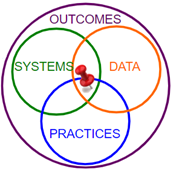 OUTCOMES
SYSTEMS DATA
PRACTICES